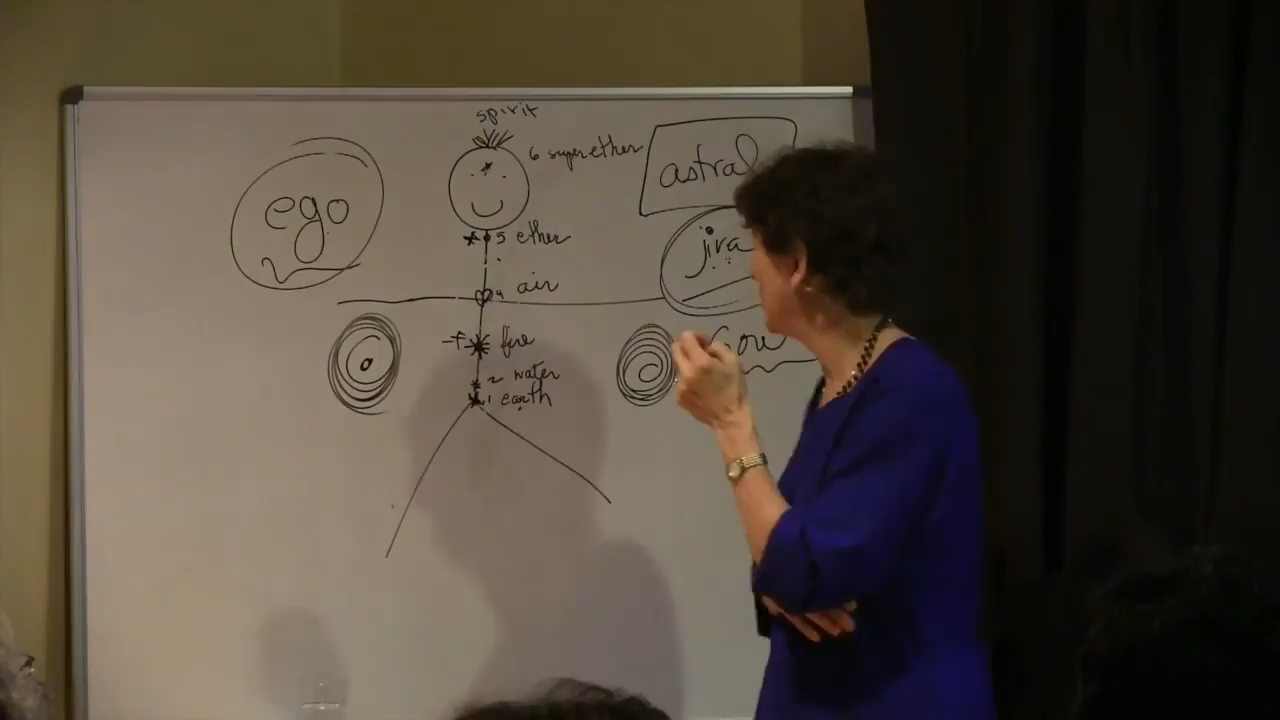 spirit
6 superether
astral
ego
5 ether
jiva
4 air
fire
2 water
1 earth